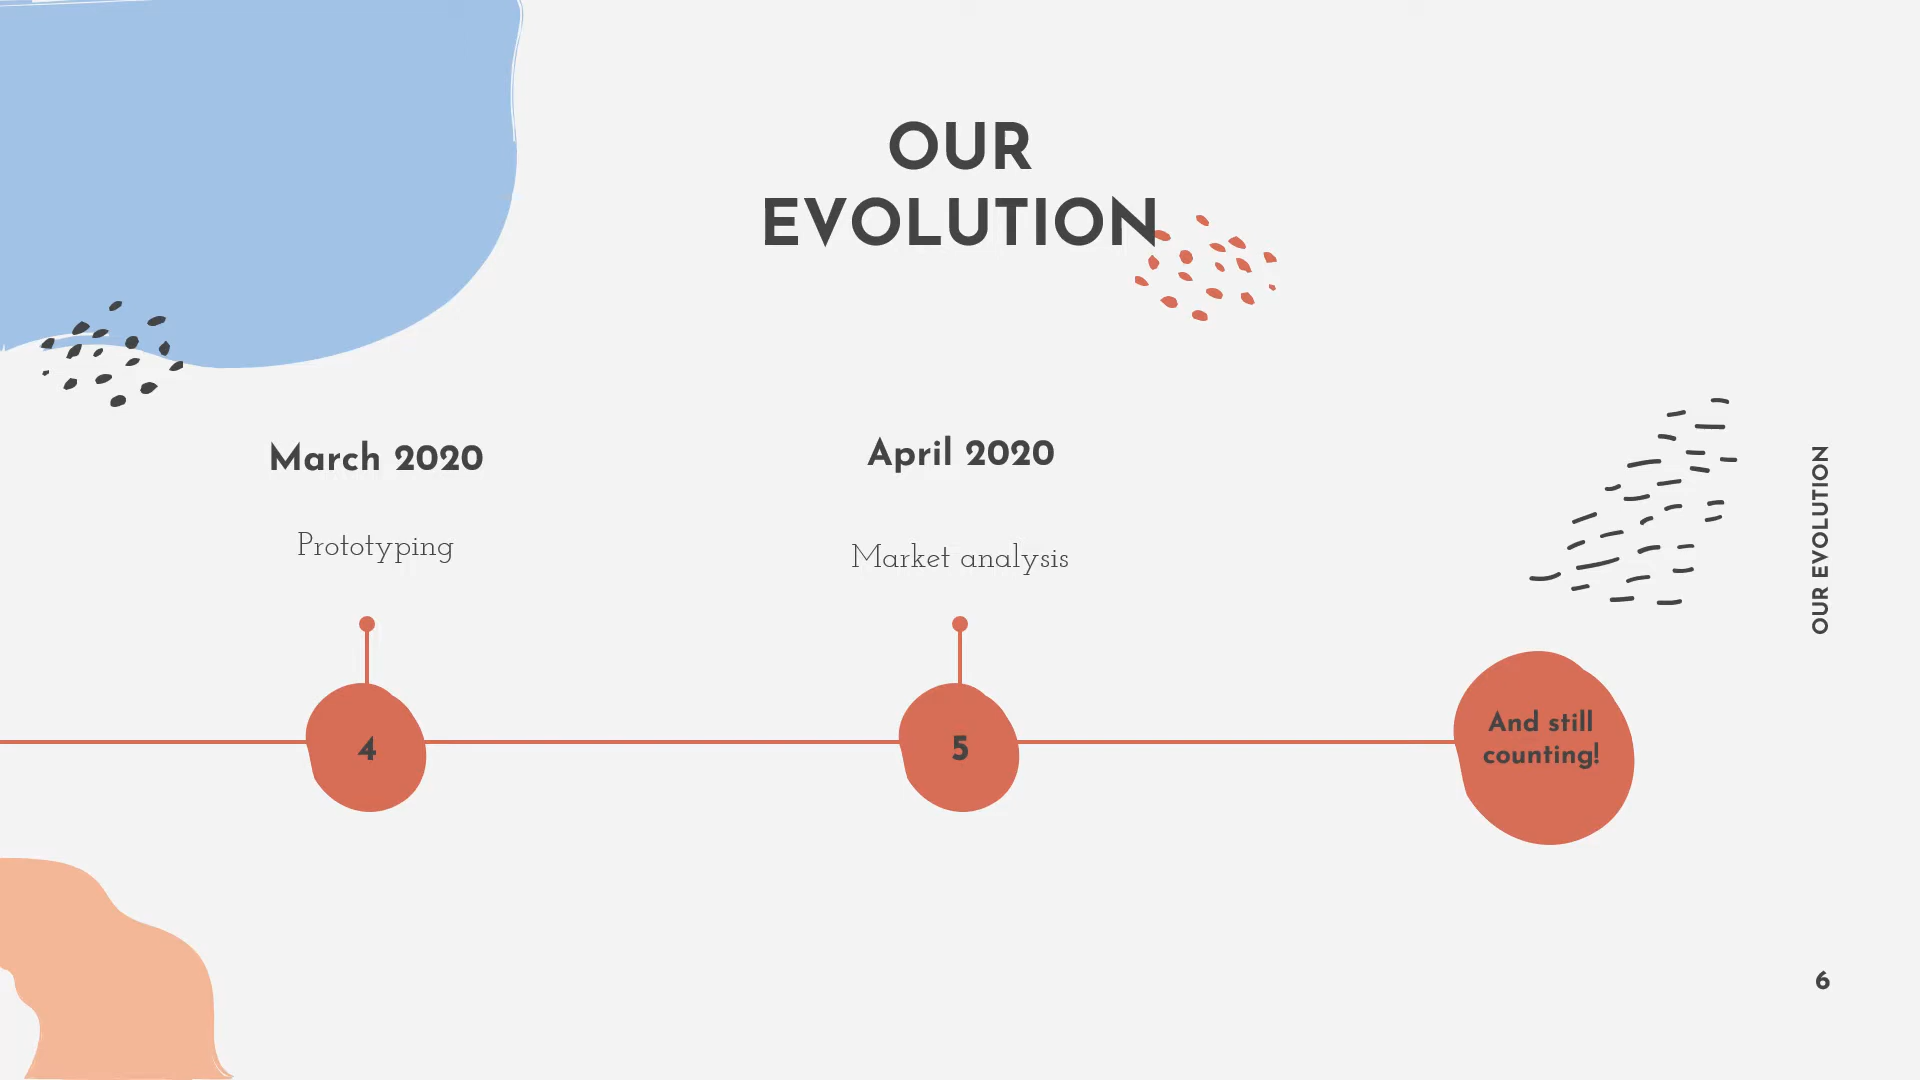 OUR
EVOLUTION
March 2020
Prototyping
April 2020
Market analysis
4
5
And still
counting!
OUR EVOLUTION
6